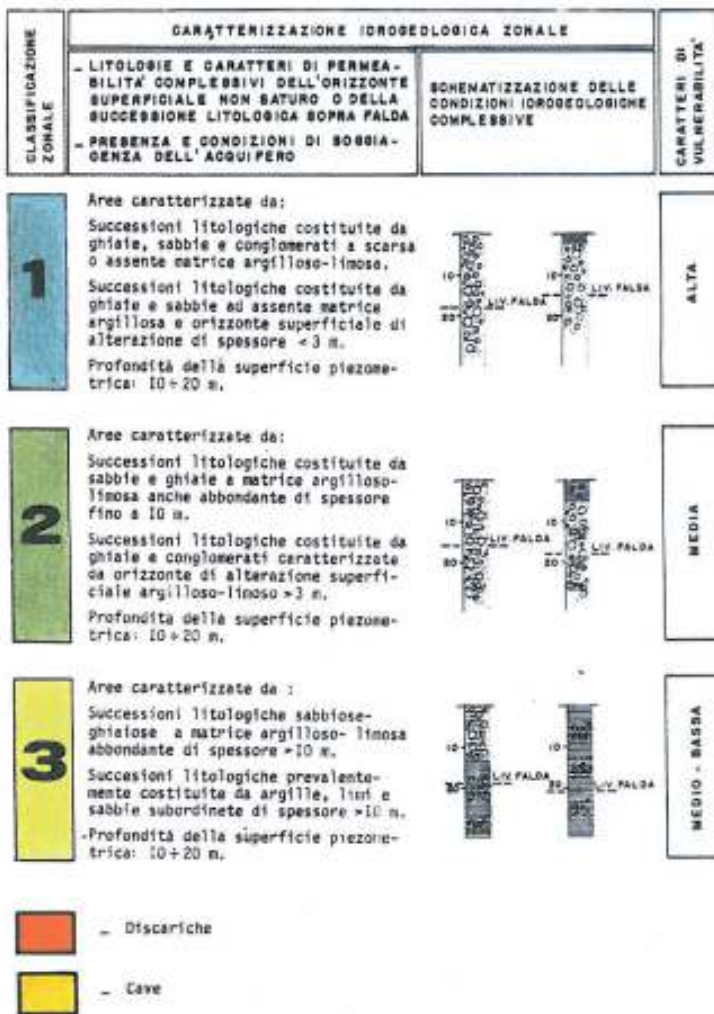 CLASSIFICAZIONE
ZONALE
CARATTERIZZAZIONE IDROGEOLOGICA ZONALE
- LITOLOGIE E CARATTERI DI PERMEA-
BILITA' COMPLESSIVI DELL'ORIZZONTE
SUPERFICIALE NON SATURO O DELLA
SUCCESSIONE LITOLOGICA SOPRA FALDA
- PRESENZA E CONDIZIONI DI SOGGIA-
CENZA DELL'ACQUIFERO
SCHEMATIZZAZIONE DELLE
CONDIZIONI IDROGEOLOGICHE
COMPLESSIVE
CARATTERI DI
VULNERABILITA'
1
Aree caratterizzate da:
Successioni litologiche costituite da
ghiaie, sabbie e conglomerati a scarsa
o assente matrice argilloso-limosa.
Successioni litologiche costituite da
ghiaie e sabbie ad assente matrice
argillosa e orizzonte superficiale di
alterazione di spessore < 3 m.
Profondità della superficie piezome-
trica: 10 ÷ 20 m.
10
20
LIV. FALDA
10
20
LIV. FALDA
ALTA
2
Aree caratterizzate da:
Successioni litologiche costituite da
sabbie e ghiaie a matrice argilloso-
limosa anche abbondante di spessore
fino a 10 m.
Successioni litologiche costituite da
ghiaie e conglomerati caratterizzate
da orizzonte di alterazione superfi-
ciale argilloso-limoso > 3 m.
Profondità della superficie piezome-
trica: 10 ÷ 20 m.
10
20
LIV. FALDA
10
20
LIV. FALDA
MEDIA
3
Aree caratterizzate da :
Successioni litologiche sabbiose-
ghiaiose a matrice argilloso- limosa
abbondante di spessore > 10 m.
Succesioni litologiche prevalente-
mente costituite da argille, limi e
sabbie subordinete di spessore > 10 m.
Profondità della superficie piezome-
trica: 10 ÷ 20 m.
10
20
LIV. FALDA
10
20
LIV. FALDA
MEDIO - BASSA
- Discariche
- Cave